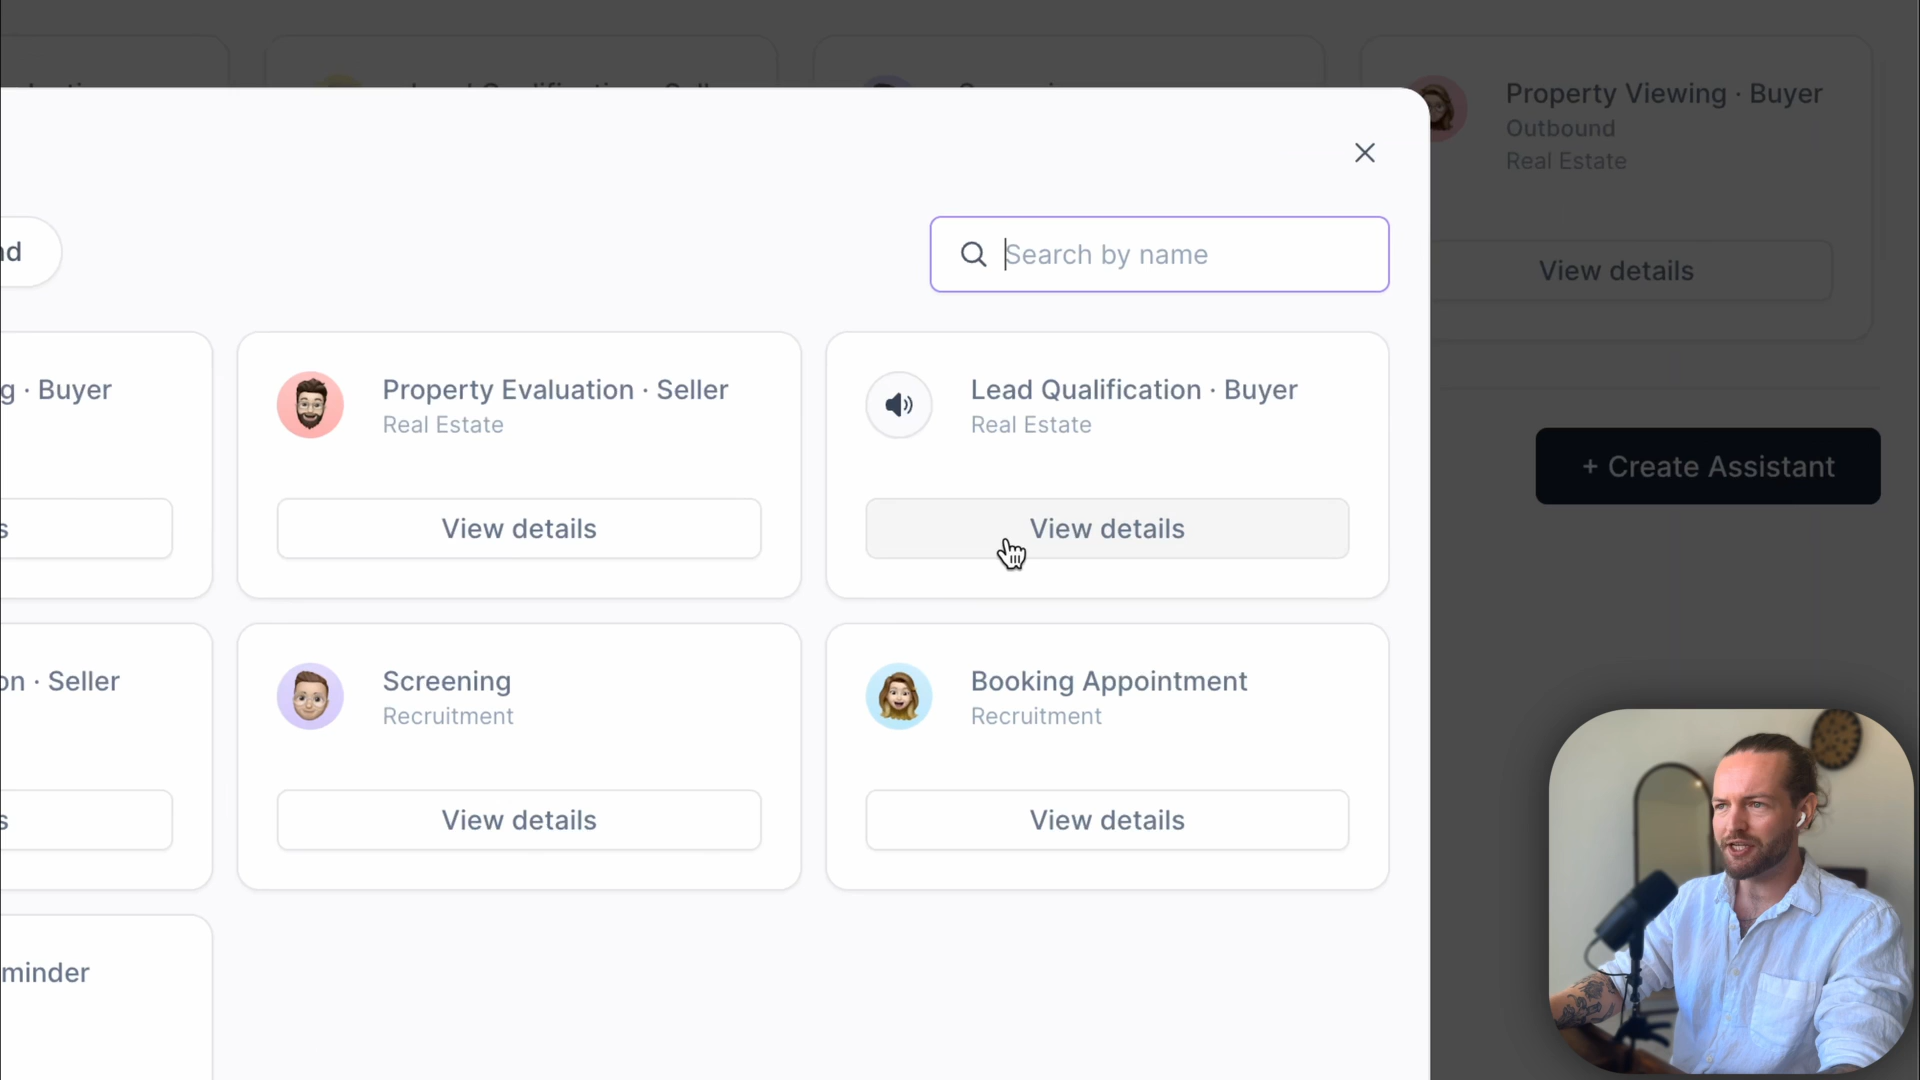 Property Viewing · Buyer
Outbound
Real Estate
View details
nd
Search by name
g · Buyer
Property Evaluation · Seller
Real Estate
Lead Qualification · Buyer
Real Estate
s
View details
View details
+ Create Assistant
on · Seller
Screening
Recruitment
Booking Appointment
Recruitment
s
View details
View details
minder